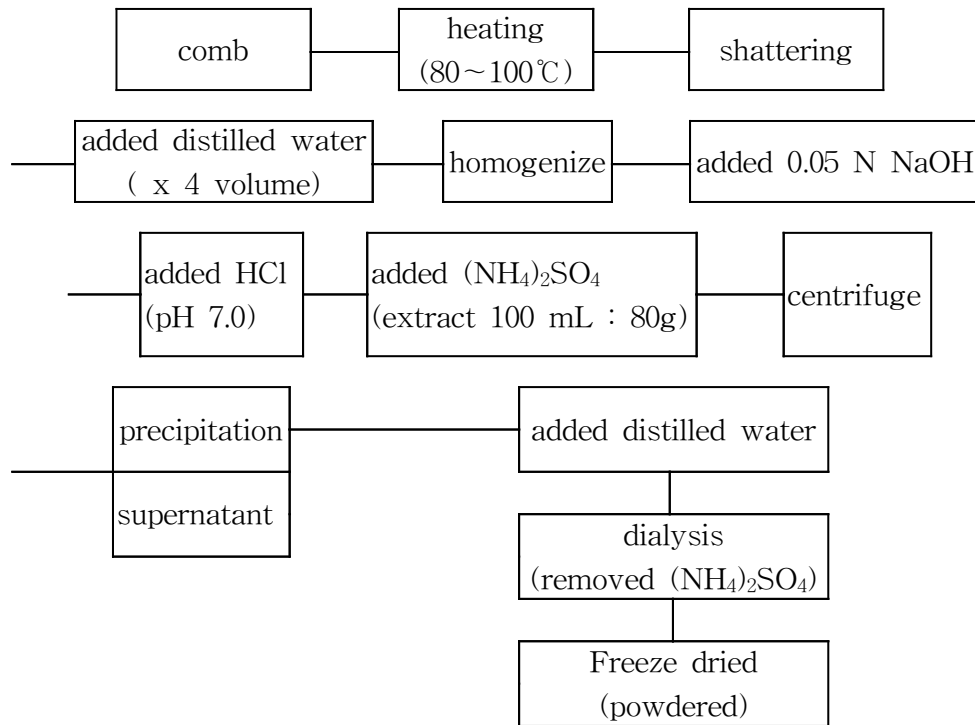 comb
heating
(80~100℃)
shattering
added distilled water
( x 4 volume)
homogenize
added 0.05 N NaOH
added HCl
(pH 7.0)
added (NH₄)₂SO₄
(extract 100 mL : 80g)
centrifuge
precipitation
added distilled water
supernatant
dialysis
(removed (NH₄)₂SO₄)
Freeze dried
(powdered)